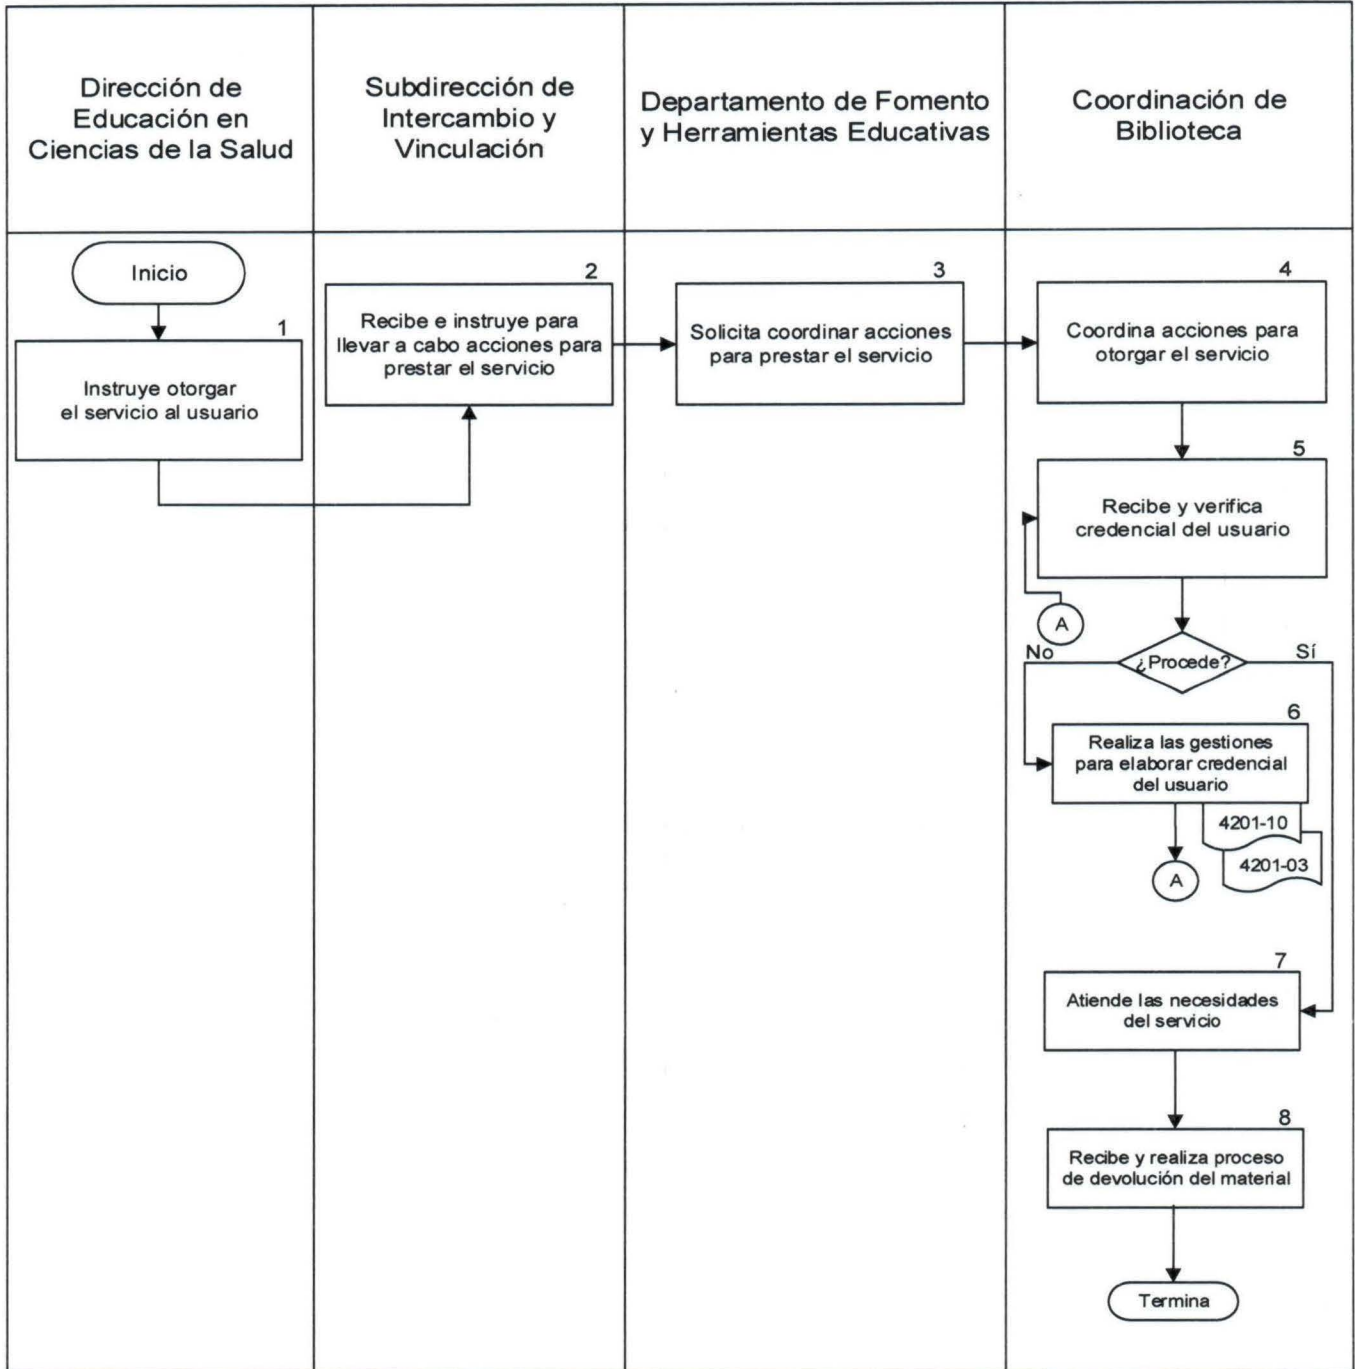 Dirección de
Educación en
Ciencias de la Salud
Subdirección de
Intercambio y
Vinculación
Departamento de Fomento
y Herramientas Educativas
Coordinación de
Biblioteca
Inicio
1
Instruye otorgar
el servicio al usuario
2
Recibe e instruye para
llevar a cabo acciones para
prestar el servicio
3
Solicita coordinar acciones
para prestar el servicio
4
Coordina acciones para
otorgar el servicio
5
Recibe y verifica
credencial del usuario
A
No
¿Procede?
Sí
6
Realiza las gestiones
para elaborar credencial
del usuario
4201-10
4201-03
A
7
Atiende las necesidades
del servicio
8
Recibe y realiza proceso
de devolución del material
Termina